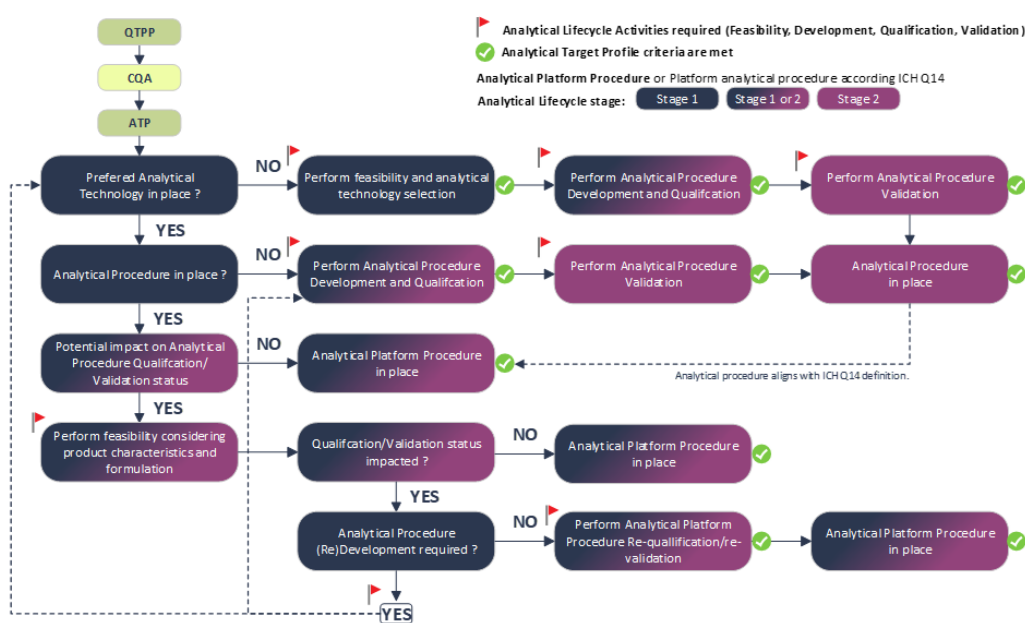 QTPP
CQA
ATP
Analytical Lifecycle Activities required (Feasibility, Development, Qualification, Validation)
Analytical Target Profile criteria are met
Analytical Platform Procedure or Platform analytical procedure according ICH Q14
Analytical Lifecycle stage: Stage 1 Stage 1 or 2 Stage 2
Prefered Analytical
Technology in place ?
NO
Perform feasibility and analytical
technology selection
Perform Analytical Procedure
Development and Qualifcation
Perform Analytical Procedure
Validation
YES
Analytical Procedure in place ?
NO
Perform Analytical Procedure
Development and Qualifcation
Perform Analytical Procedure
Validation
Analytical Procedure
in place
YES
Potential impact on Analytical
Procedure Qualifcation/
Validation status
NO
Analytical Platform Procedure
in place
Analytical procedure aligns with ICH Q14 definition.
YES
Perform feasibility considering
product characteristics and
formulation
Qualifcation/Validation status
impacted ?
NO
Analytical Platform Procedure
in place
YES
Analytical Procedure
(Re)Development required ?
NO
Perform Analytical Platform
Procedure Re-quallification/re-
validation
Analytical Platform Procedure
in place
YES